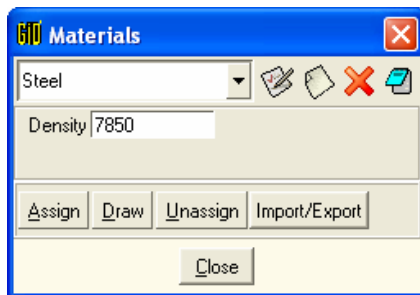 GiD Materials
Steel
Density 7850
Assign Draw Unassign Import/Export
Close